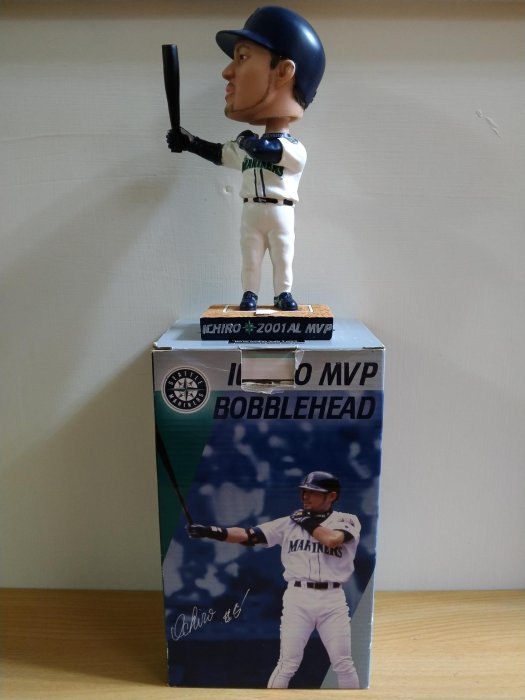 MARINERS
ICHIRO 2001 AL MVP
SEATTLE
MARINERS
MVP
BOBBLEHEAD
MARINERS
Ichiro #51